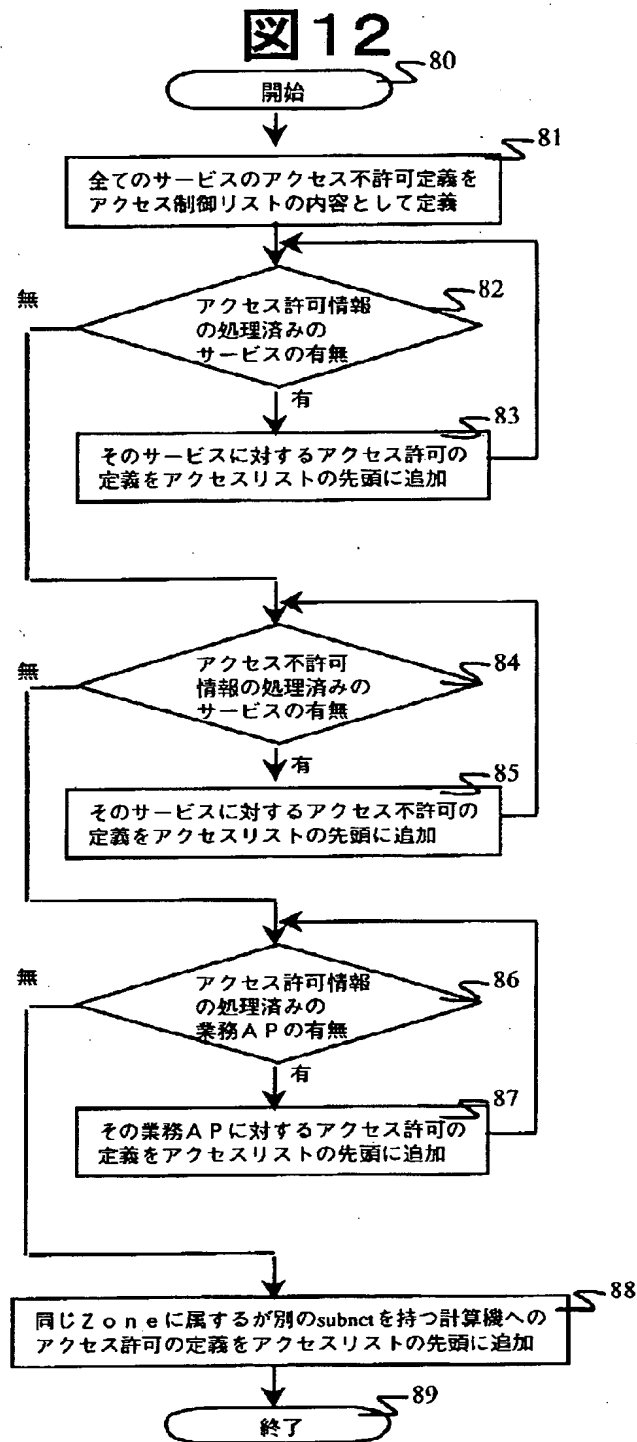 図12
80
開始
81
全てのサービスのアクセス不許可定義を
アクセス制御リストの内容として定義
無
82
アクセス許可情報
の処理済みの
サービスの有無
有
83
そのサービスに対するアクセス許可の
定義をアクセスリストの先頭に追加
無
84
アクセス不許可
情報の処理済みの
サービスの有無
有
85
そのサービスに対するアクセス不許可の
定義をアクセスリストの先頭に追加
無
86
アクセス許可情報
の処理済みの
業務APの有無
有
87
その業務APに対するアクセス許可の
定義をアクセスリストの先頭に追加
88
同じZoneに属するが別のsubnctを持つ計算機への
アクセス許可の定義をアクセスリストの先頭に追加
89
終了